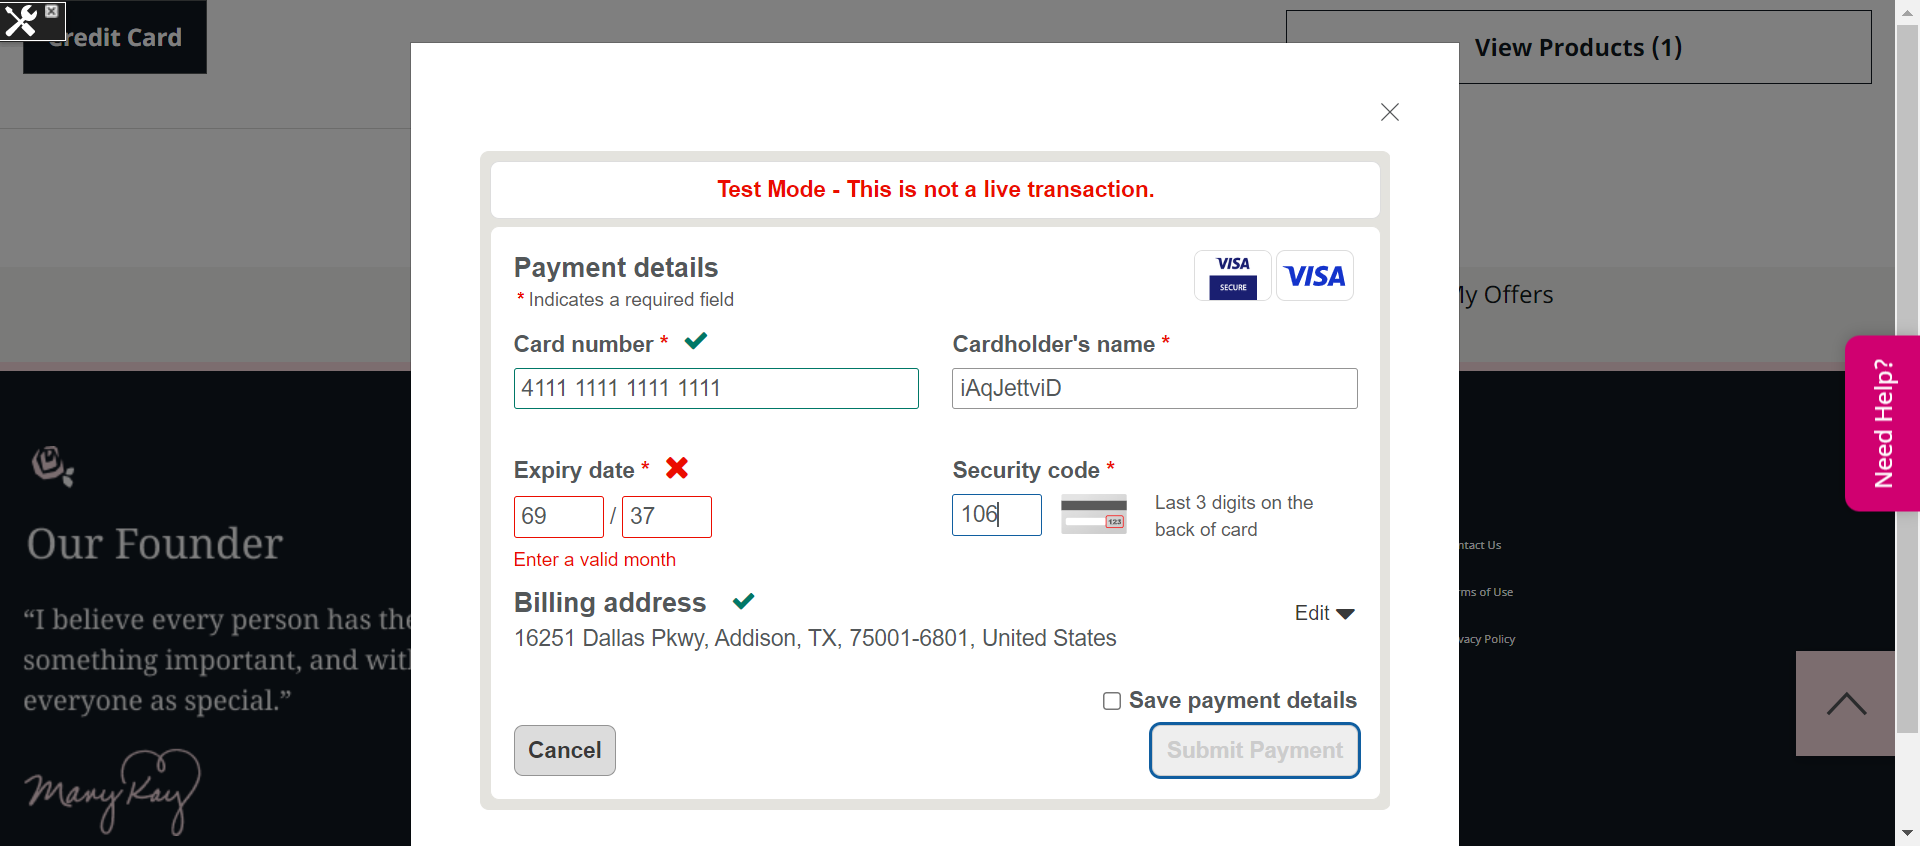 Credit Card
View Products (1)
Test Mode - This is not a live transaction.
Payment details
* Indicates a required field
VISA
SECURE
VISA
My Offers
Card number *
Cardholder's name *
4111 1111 1111 1111
iAqJettviD
Need Help?
Expiry date *
Security code *
69 / 37
106
123
Last 3 digits on the
back of card
Enter a valid month
Our Founder
Billing address
Edit
16251 Dallas Pkwy, Addison, TX, 75001-6801, United States
“I believe every person has the
something important, and with
everyone as special.”
ntact Us
ms of Use
vacy Policy
Save payment details
Cancel
Submit Payment
Mary Kay